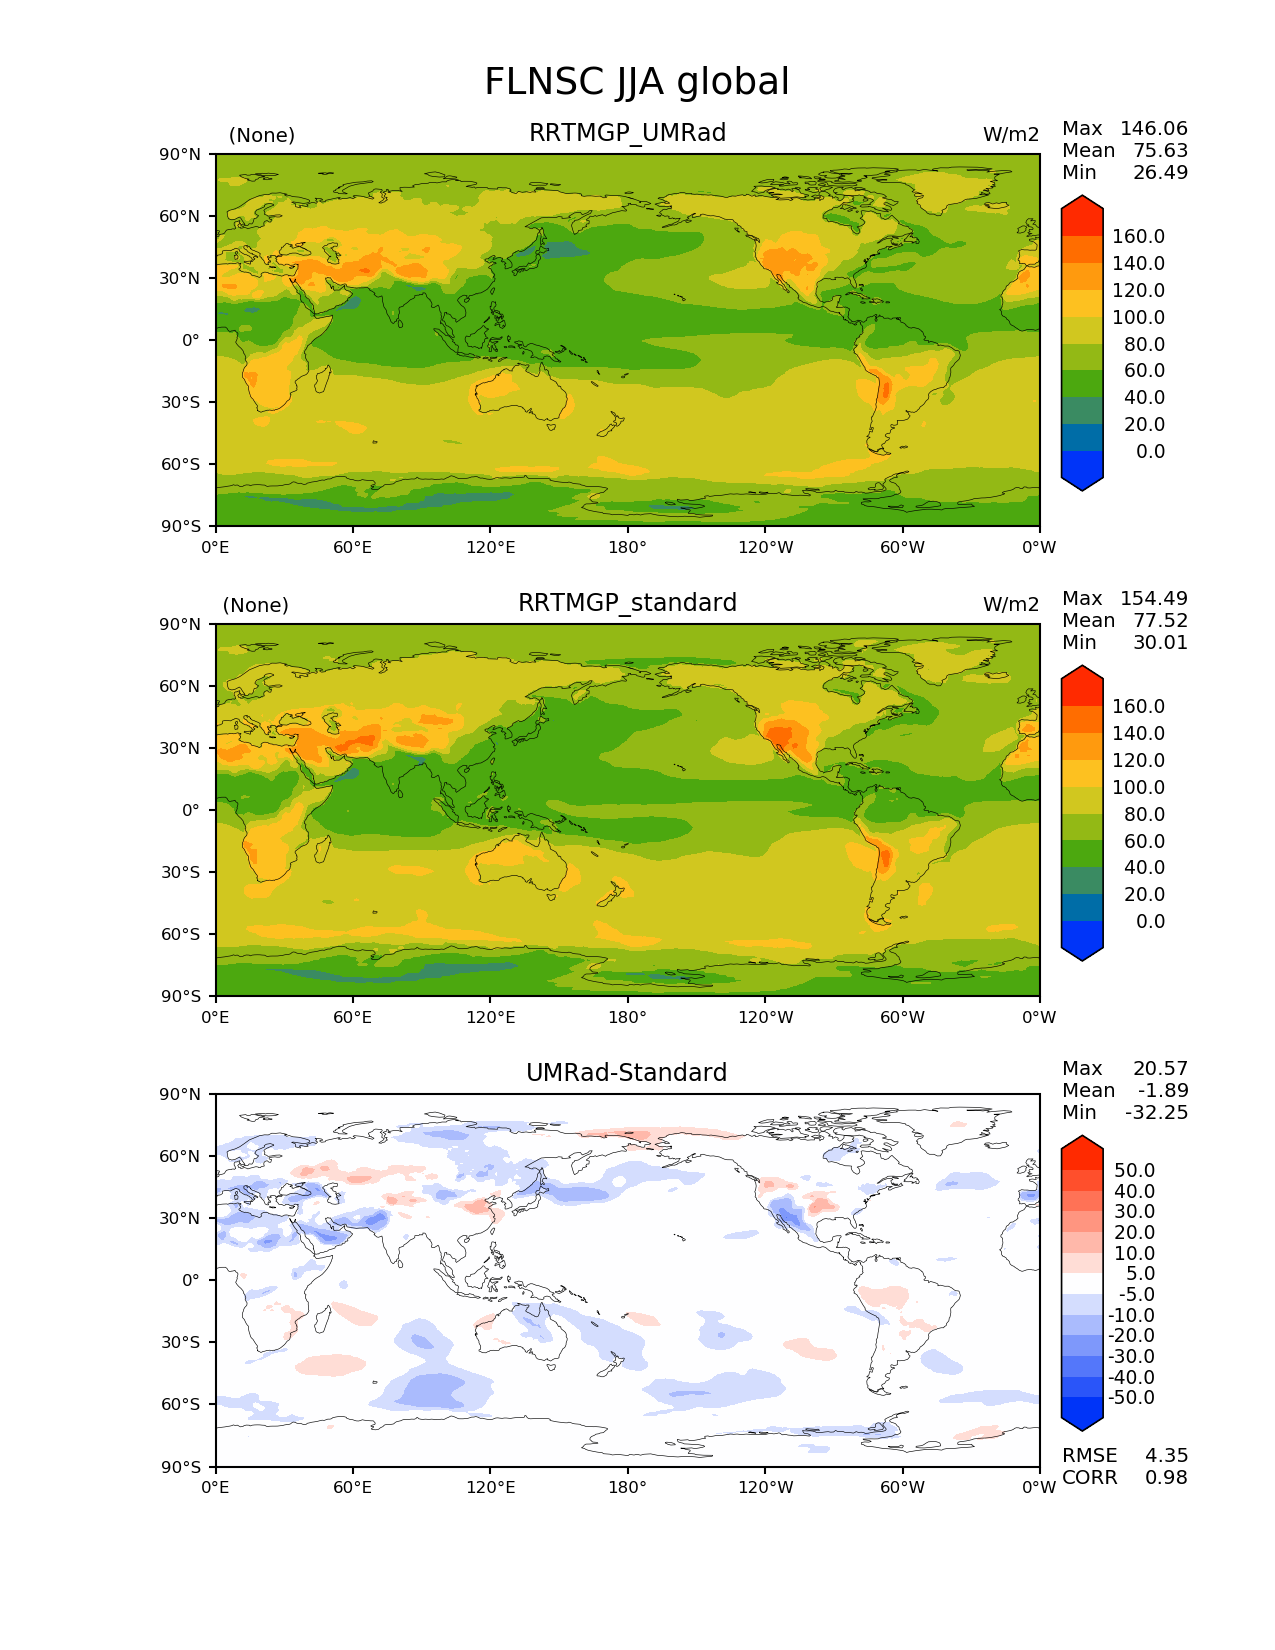 FLNSC JJA global
(None) RRTMGP_UMRad W/m2
Max 146.06
Mean 75.63
Min 26.49
90°N
60°N
30°N
0°
30°S
60°S
90°S
0°E 60°E 120°E 180° 120°W 60°W 0°W
160.0
140.0
120.0
100.0
80.0
60.0
40.0
20.0
0.0
(None) RRTMGP_standard W/m2
Max 154.49
Mean 77.52
Min 30.01
90°N
60°N
30°N
0°
30°S
60°S
90°S
0°E 60°E 120°E 180° 120°W 60°W 0°W
160.0
140.0
120.0
100.0
80.0
60.0
40.0
20.0
0.0
UMRad-Standard
Max 20.57
Mean -1.89
Min -32.25
90°N
60°N
30°N
0°
30°S
60°S
90°S
0°E 60°E 120°E 180° 120°W 60°W 0°W
50.0
40.0
30.0
20.0
10.0
5.0
-5.0
-10.0
-20.0
-30.0
-40.0
-50.0
RMSE 4.35
CORR 0.98